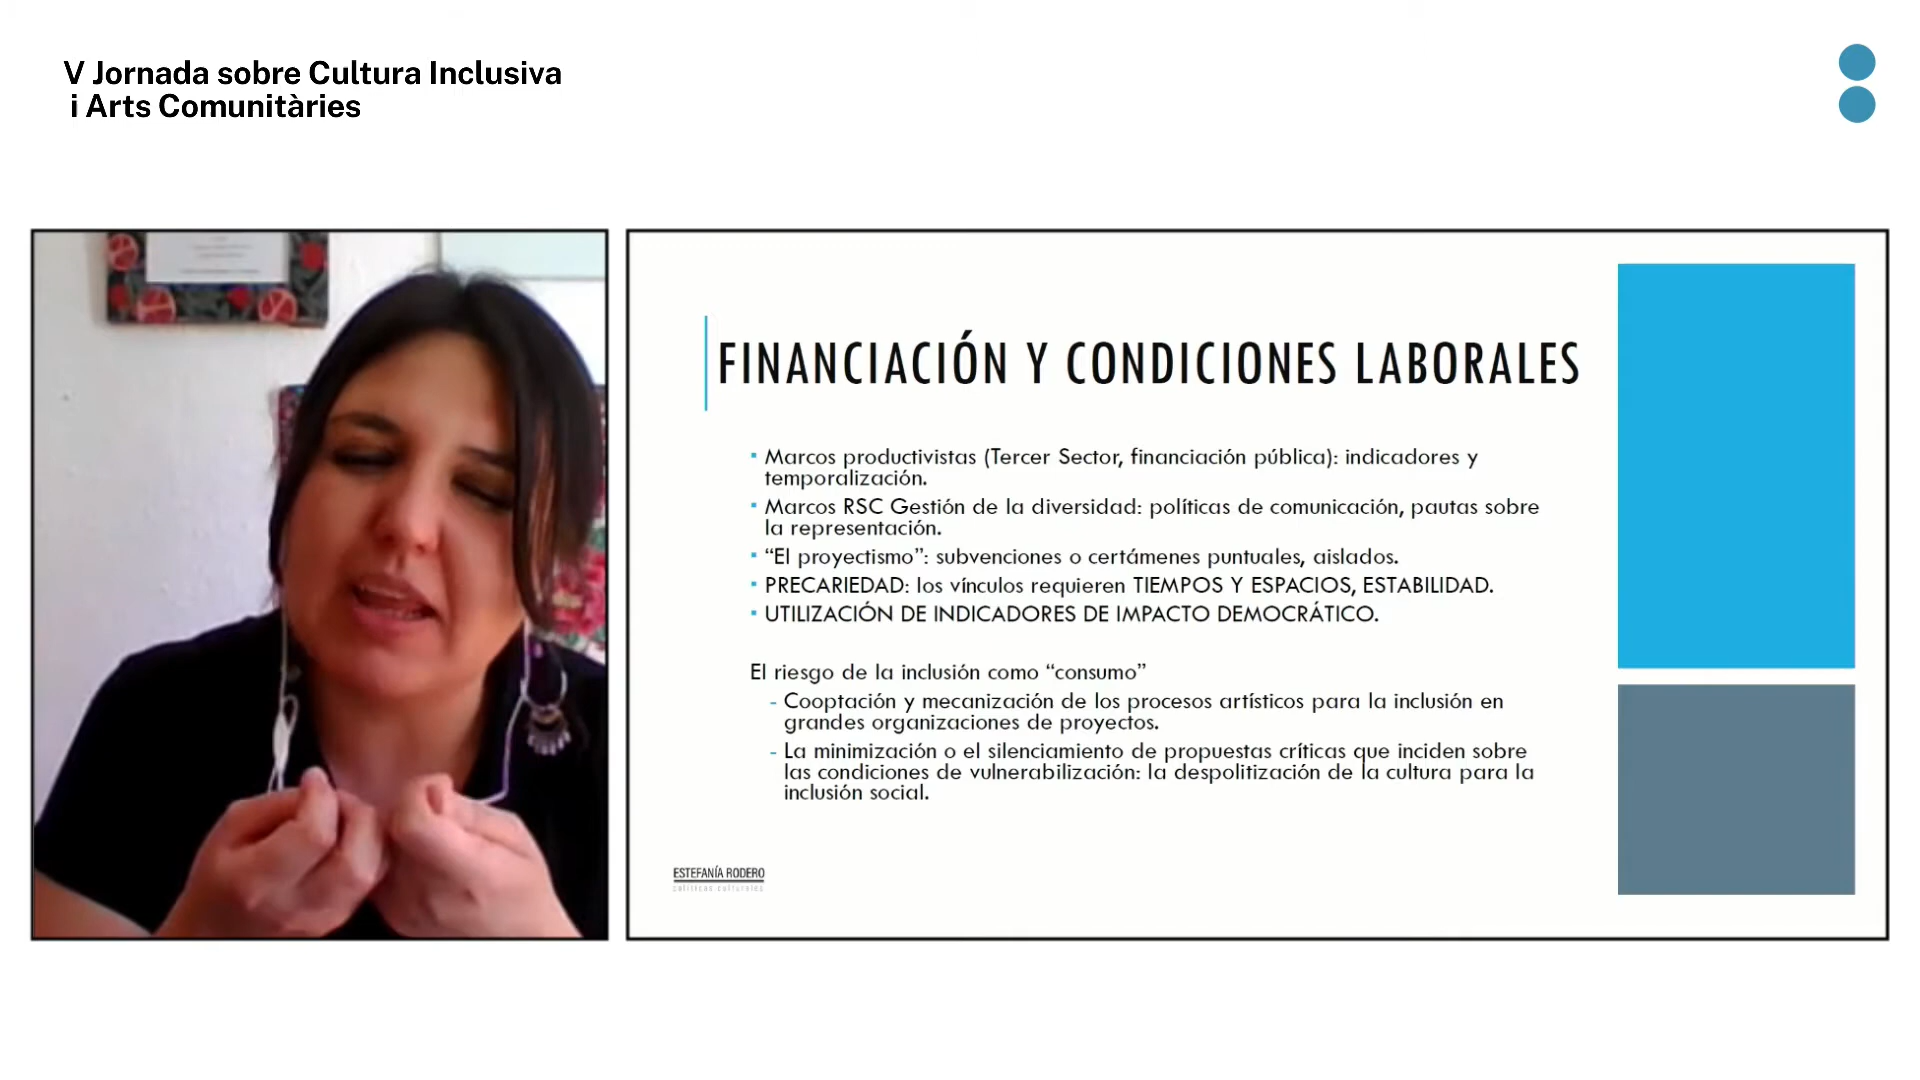 V Jornada sobre Cultura Inclusiva
i Arts Comunitàries
FINANCIACIÓN Y CONDICIONES LABORALES
Marcos productivistas (Tercer Sector, financiación pública): indicadores y
temporalización.
Marcos RSC Gestión de la diversidad: políticas de comunicación, pautas sobre
la representación.
“El proyectismo”: subvenciones o certámenes puntuales, aislados.
PRECARIEDAD: los vínculos requieren TIEMPOS Y ESPACIOS, ESTABILIDAD.
UTILIZACIÓN DE INDICADORES DE IMPACTO DEMOCRÁTICO.
El riesgo de la inclusión como “consumo”
- Cooptación y mecanización de los procesos artísticos para la inclusión en
grandes organizaciones de proyectos.
- La minimización o el silenciamiento de propuestas críticas que inciden sobre
las condiciones de vulnerabilización: la despolitización de la cultura para la
inclusión social.
ESTEFANÍA RODERO